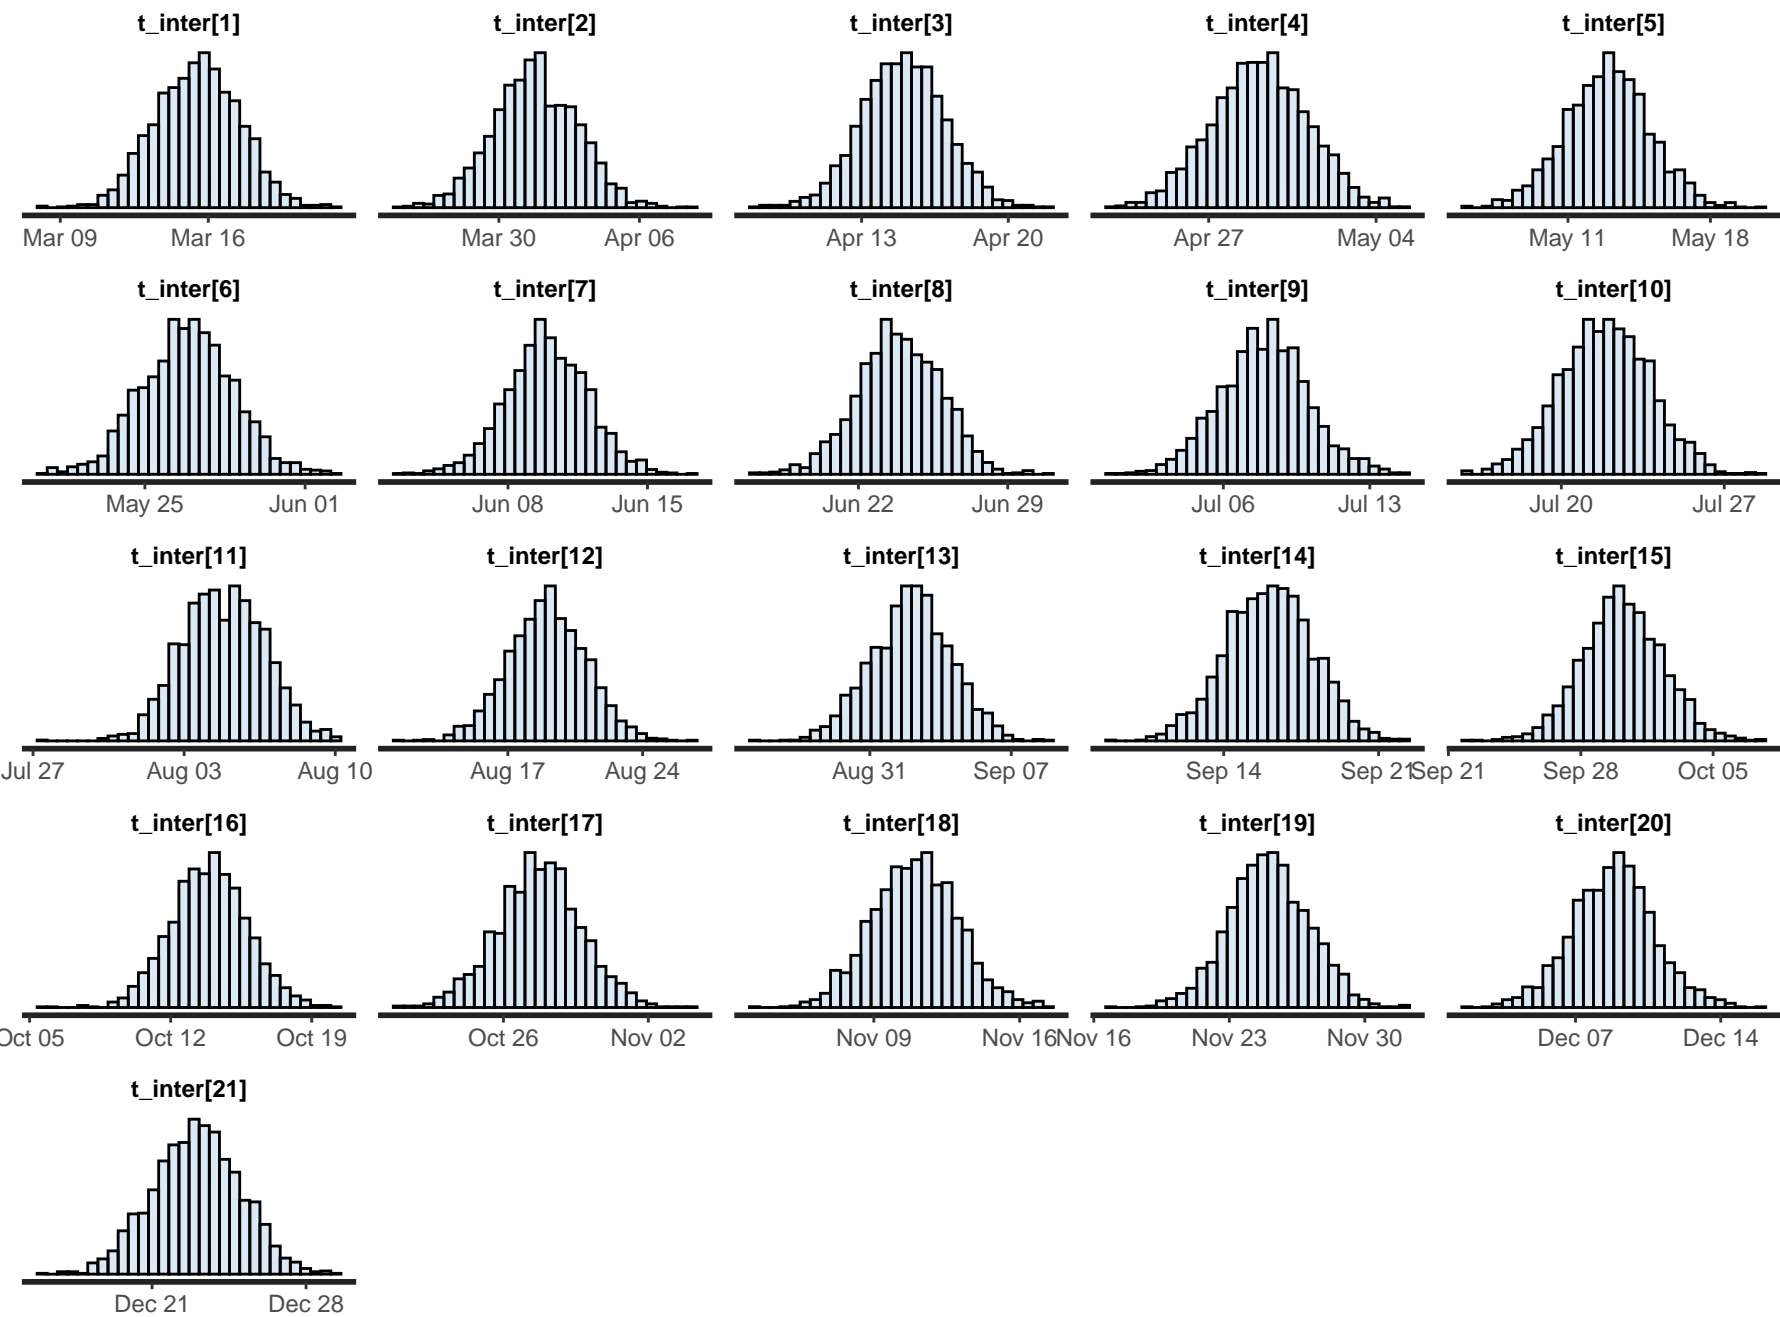 t_inter[1] t_inter[2] t_inter[3] t_inter[4] t_inter[5]
Mar 09 Mar 16 Mar 30 Apr 06 Apr 13 Apr 20 Apr 27 May 04 May 11 May 18
t_inter[6] t_inter[7] t_inter[8] t_inter[9] t_inter[10]
May 25 Jun 01 Jun 08 Jun 15 Jun 22 Jun 29 Jul 06 Jul 13 Jul 20 Jul 27
t_inter[11] t_inter[12] t_inter[13] t_inter[14] t_inter[15]
Jul 27 Aug 03 Aug 10 Aug 17 Aug 24 Aug 31 Sep 07 Sep 14 Sep 21 Sep 21 Sep 28 Oct 05
t_inter[16] t_inter[17] t_inter[18] t_inter[19] t_inter[20]
Oct 05 Oct 12 Oct 19 Oct 26 Nov 02 Nov 09 Nov 16 Nov 16 Nov 23 Nov 30 Dec 07 Dec 14
t_inter[21]
Dec 21 Dec 28